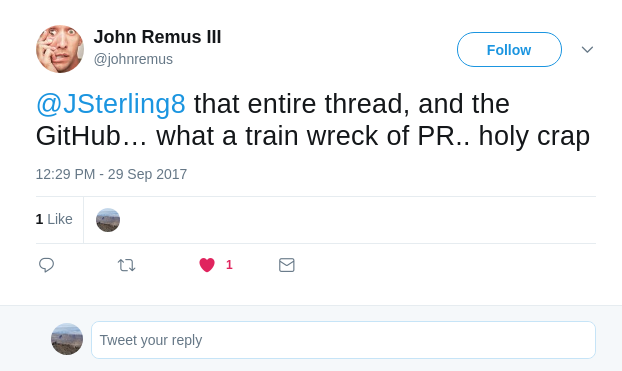 John Remus III
@johnremus
Follow
@JSterling8 that entire thread, and the
GitHub… what a train wreck of PR.. holy crap
12:29 PM - 29 Sep 2017
1 Like
1
Tweet your reply